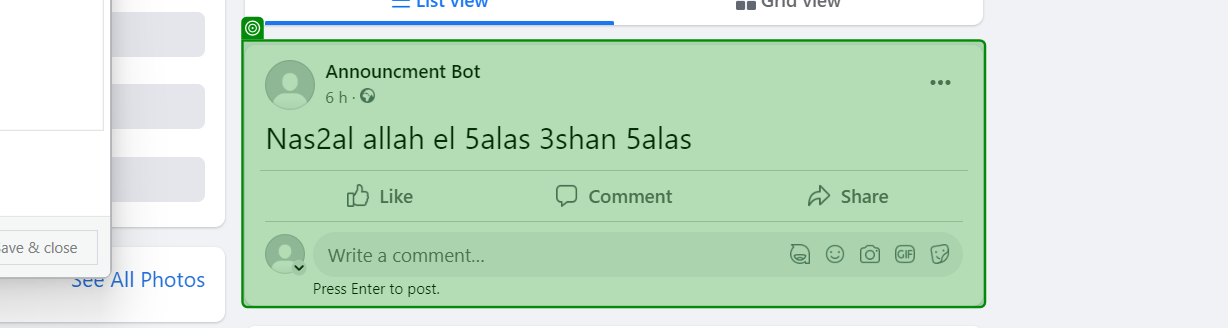 List view
Grid view
Announcment Bot
6 h ·
Nas2al allah el 5alas 3shan 5alas
Like
Comment
Share
Write a comment...
GIF
Press Enter to post.
ave & close
See All Photos